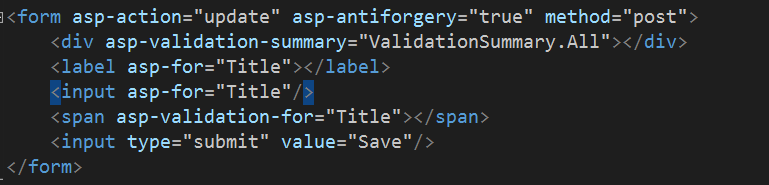 <form asp-action="update" asp-antiforgery="true" method="post">
<div asp-validation-summary="ValidationSummary.All"></div>
<label asp-for="Title"></label>
<input asp-for="Title"/>
<span asp-validation-for="Title"></span>
<input type="submit" value="Save"/>
</form>